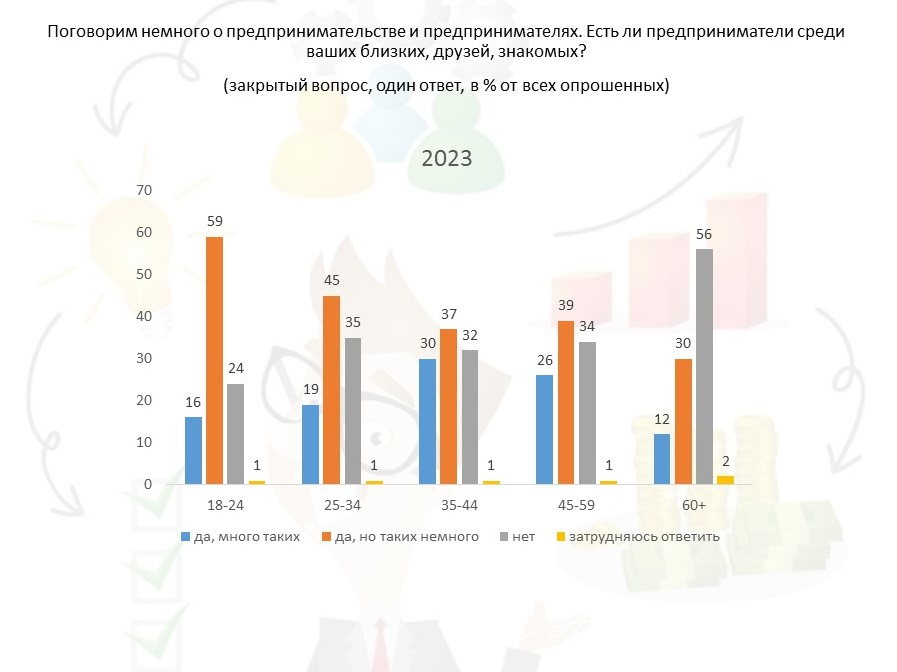 Поговорим немного о предпринимательстве и предпринимателях. Есть ли предприниматели среди
ваших близких, друзей, знакомых?
(закрытый вопрос, один ответ, в % от всех опрошенных)
2023
70
60
50
40
30
20
10
0
16 59 24 1
19 45 35 1
30 37 32 1
26 39 34 1
12 30 56 2
18-24 25-34 35-44 45-59 60+
да, много таких да, но таких немного нет затрудняюсь ответить